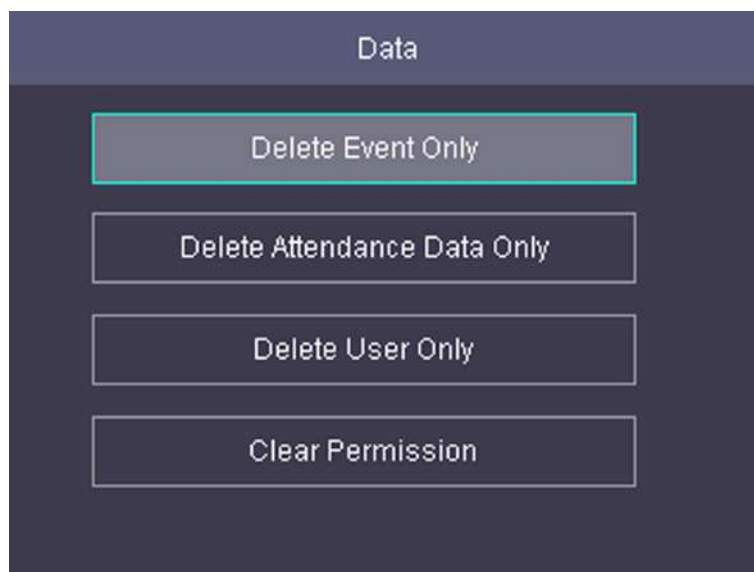 Data
Delete Event Only
Delete Attendance Data Only
Delete User Only
Clear Permission